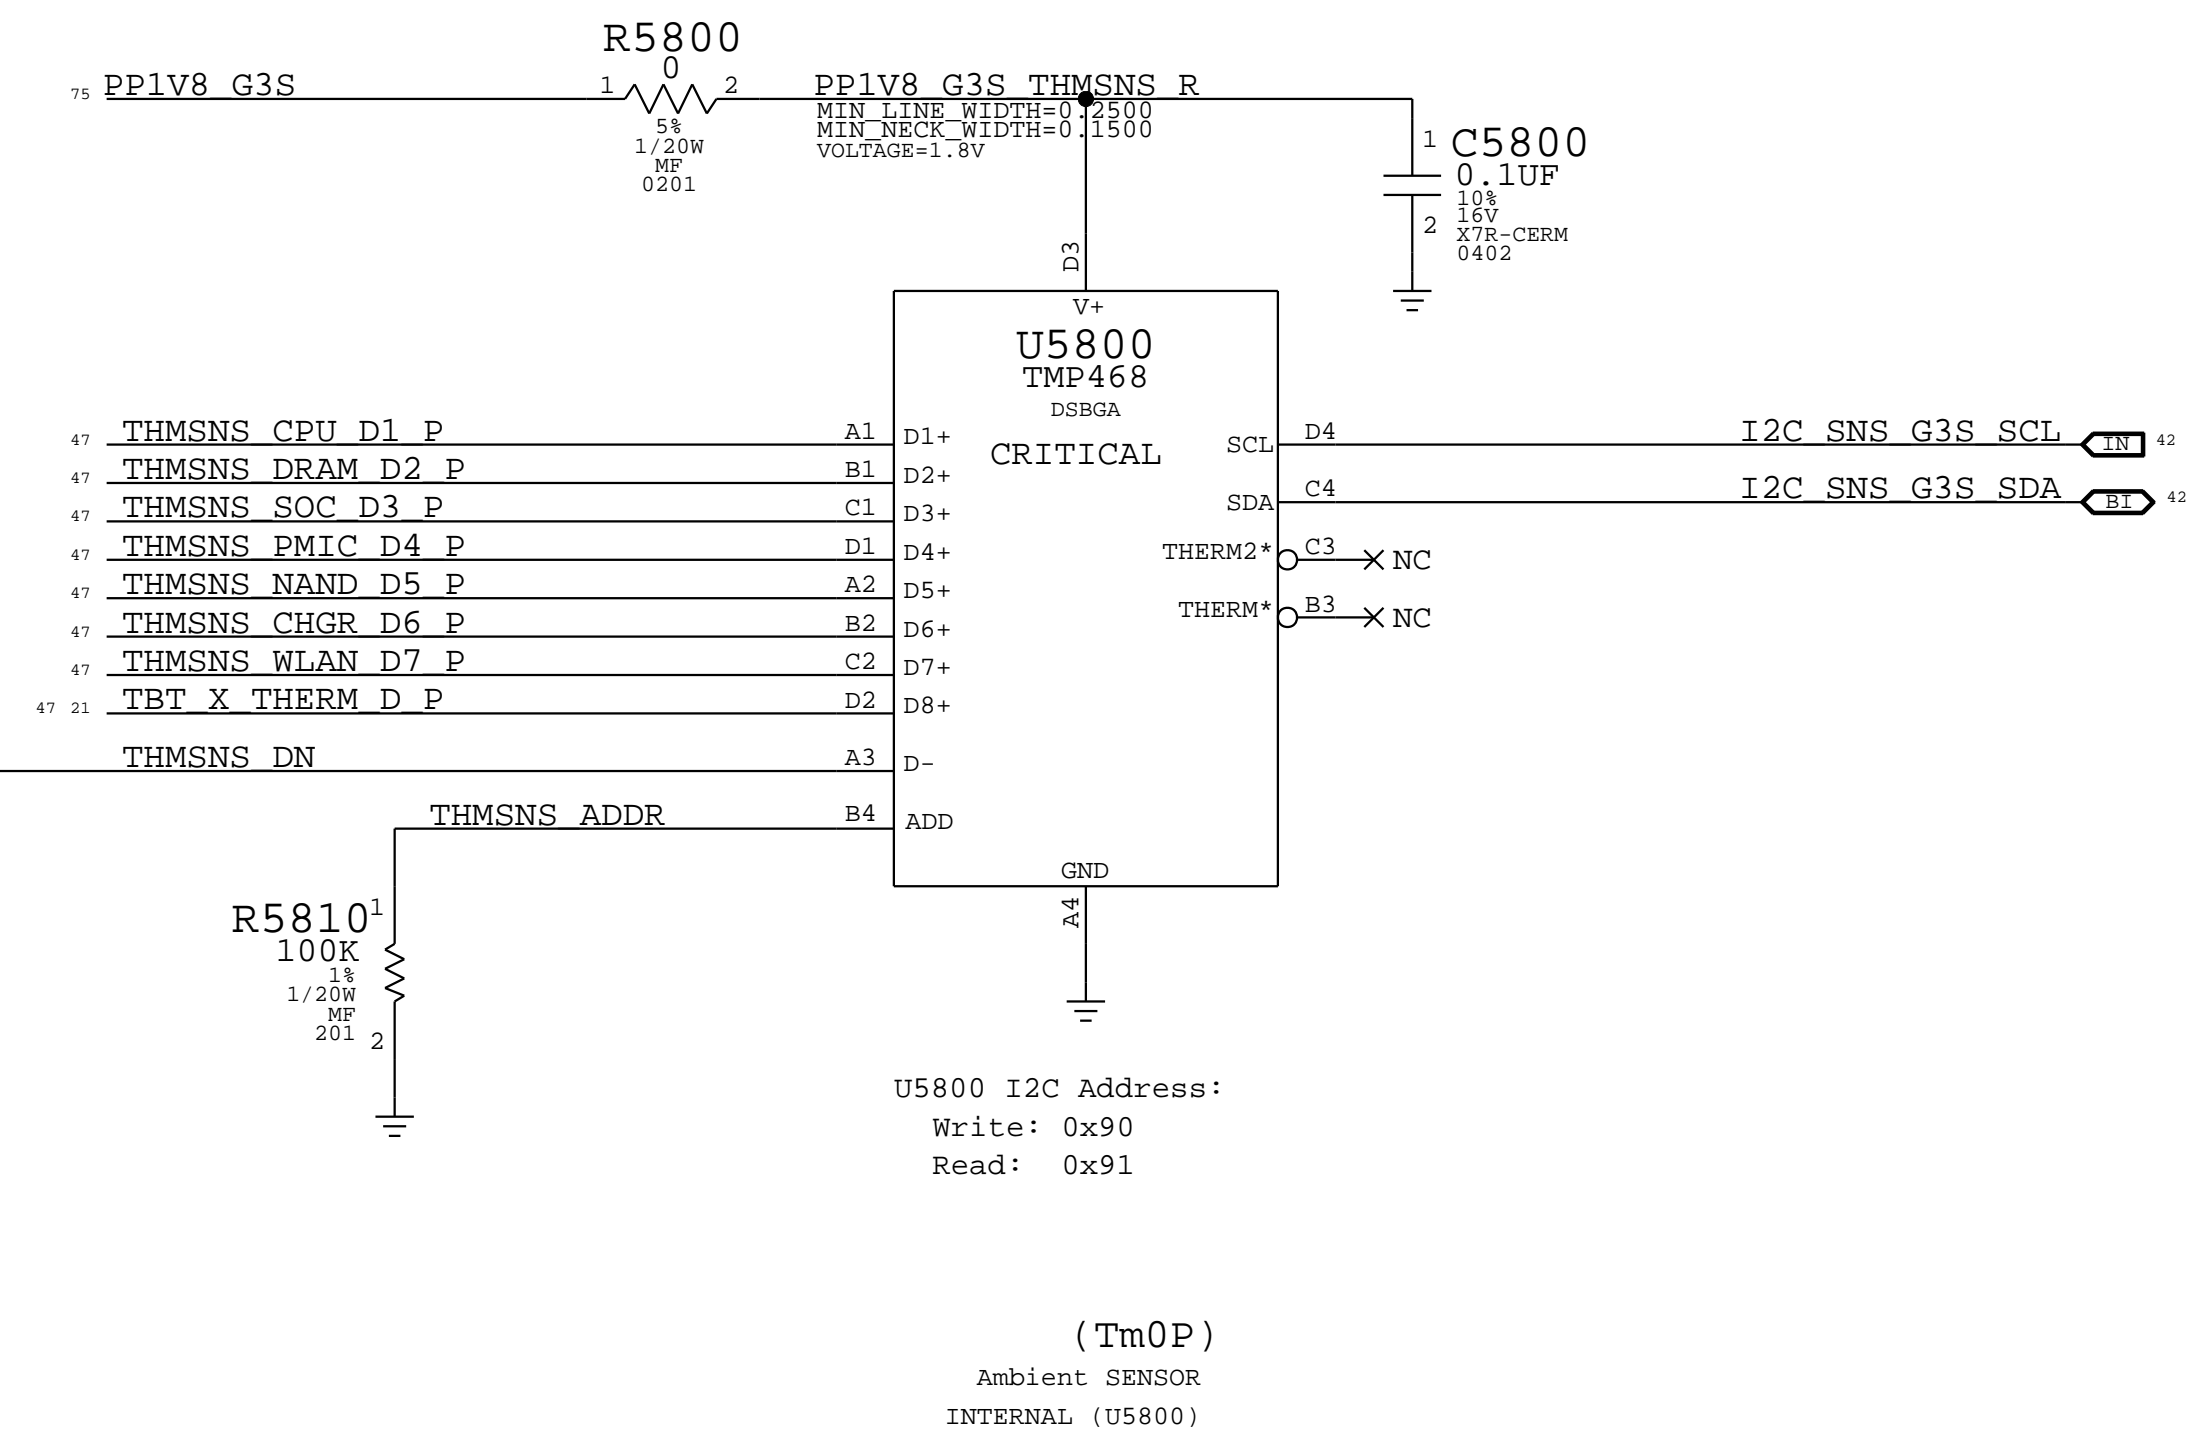 R5800
0
75 PP1V8_G3S 1 2 PP1V8_G3S_THMSNS_R
MIN_LINE_WIDTH=0.2500
MIN_NECK_WIDTH=0.1500
VOLTAGE=1.8V
5%
1/20W
MF
0201
1 C5800
0.1UF
10%
16V
2 X7R-CERM
0402
D3
V+
U5800
TMP468
DSBGA
CRITICAL
47 THMSNS_CPU_D1_P A1 D1+
47 THMSNS_DRAM_D2_P B1 D2+
47 THMSNS_SOC_D3_P C1 D3+
47 THMSNS_PMIC_D4_P D1 D4+
47 THMSNS_NAND_D5_P A2 D5+
47 THMSNS_CHGR_D6_P B2 D6+
47 THMSNS_WLAN_D7_P C2 D7+
47 21 TBT_X_THERM_D_P D2 D8+
THMSNS_DN A3 D-
THMSNS_ADDR B4 ADD
SCL D4 I2C_SNS_G3S_SCL IN 42
SDA C4 I2C_SNS_G3S_SDA BI 42
THERM2* C3 NC
THERM* B3 NC
GND
A4
R5810 1
100K
1%
1/20W
MF
201 2
U5800 I2C Address:
Write: 0x90
Read: 0x91
(Tm0P)
Ambient SENSOR
INTERNAL (U5800)